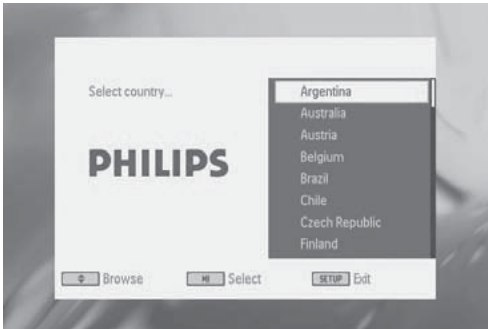 Select country...
PHILIPS
Argentina
Australia
Austria
Belgium
Brazil
Chile
Czech Republic
Finland
Browse
Select
SETUP Exit